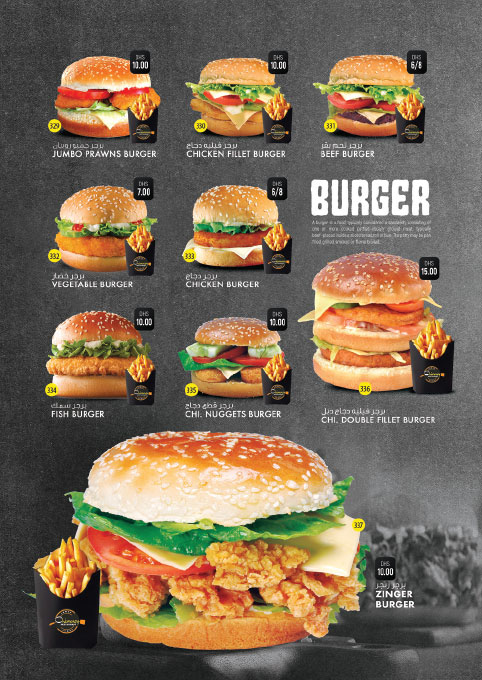 DHS
10.00
329
برجر جمبو روبيان
JUMBO PRAWNS BURGER
DHS
10.00
330
برجر فيليه دجاج
CHICKEN FILLET BURGER
DHS
6/8
331
برجر لحم بقر
BEEF BURGER
DHS
7.00
332
برجر خضار
VEGETABLE BURGER
DHS
6/8
333
برجر دجاج
CHICKEN BURGER
BURGER
DHS
15.00
336
برجر فيليه دجاج دبل
CHI. DOUBLE FILLET BURGER
DHS
10.00
334
برجر سمك
FISH BURGER
DHS
10.00
335
برجر قطع دجاج
CHI. NUGGETS BURGER
337
DHS
10.00
برجر زنجر
ZINGER
BURGER